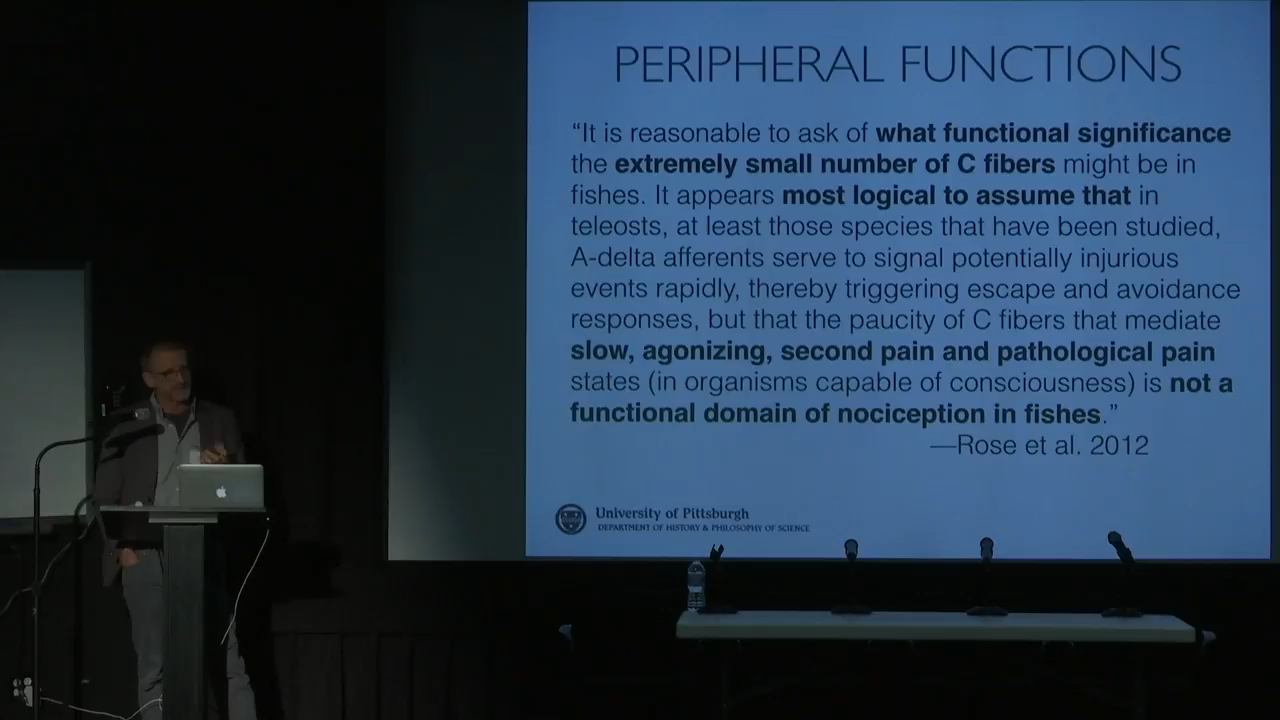 PERIPHERAL FUNCTIONS
“It is reasonable to ask of what functional significance
the extremely small number of C fibers might be in
fishes. It appears most logical to assume that in
teleosts, at least those species that have been studied,
A-delta afferents serve to signal potentially injurious
events rapidly, thereby triggering escape and avoidance
responses, but that the paucity of C fibers that mediate
slow, agonizing, second pain and pathological pain
states (in organisms capable of consciousness) is not a
functional domain of nociception in fishes.”
—Rose et al. 2012
University of Pittsburgh
DEPARTMENT OF HISTORY & PHILOSOPHY OF SCIENCE